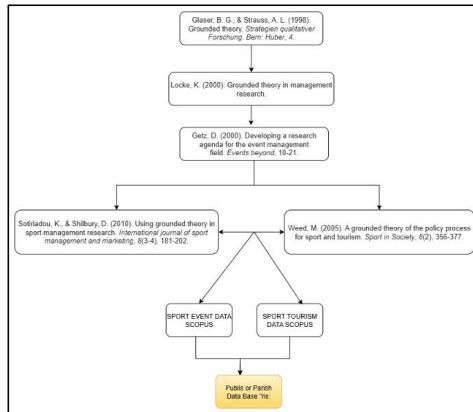 Glaser, B. G., & Strauss, A. L. (1998).
Grounded theory. Strategien qualitativer
Forschung. Bern: Huber, 4.
Locke, K. (2000). Grounded theory in management
research.
Getz, D. (2000). Developing a research
agenda for the event management
field. Events beyond, 10-21.
Sotiriadou, K., & Shilbury, D. (2010). Using grounded theory in
sport management research. International journal of sport
management and marketing, 8(3-4), 181-202.
Weed, M. (2005). A grounded theory of the policy process
for sport and tourism. Sport in Society, 8(2), 356-377.
SPORT EVENT DATA
SCOPUS
SPORT TOURISM
DATA SCOPUS
Publis or Parish
Data Base "ris: